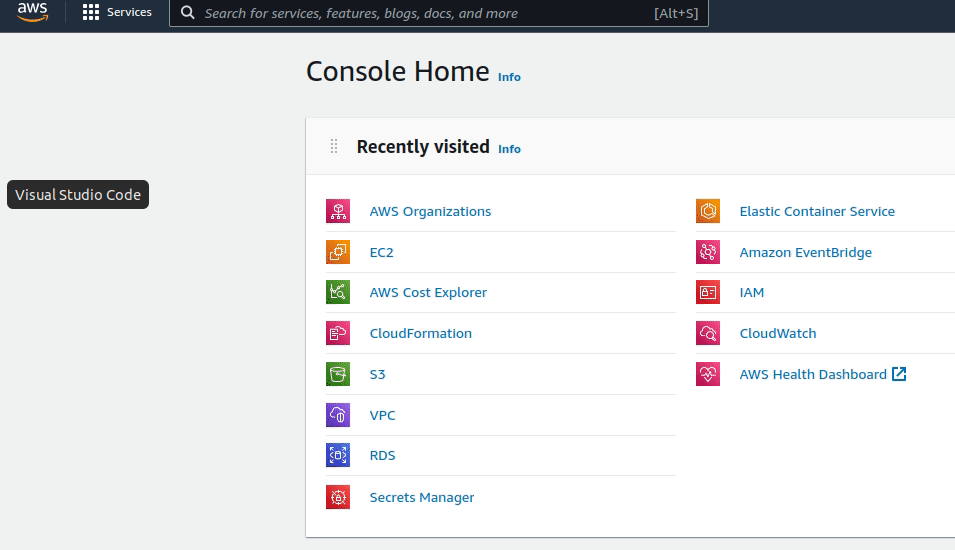 aws
Services
Search for services, features, blogs, docs, and more
[Alt+S]
Console Home Info
Recently visited Info
Visual Studio Code
AWS Organizations
EC2
AWS Cost Explorer
CloudFormation
S3
VPC
RDS
Secrets Manager
Elastic Container Service
Amazon EventBridge
IAM
CloudWatch
AWS Health Dashboard